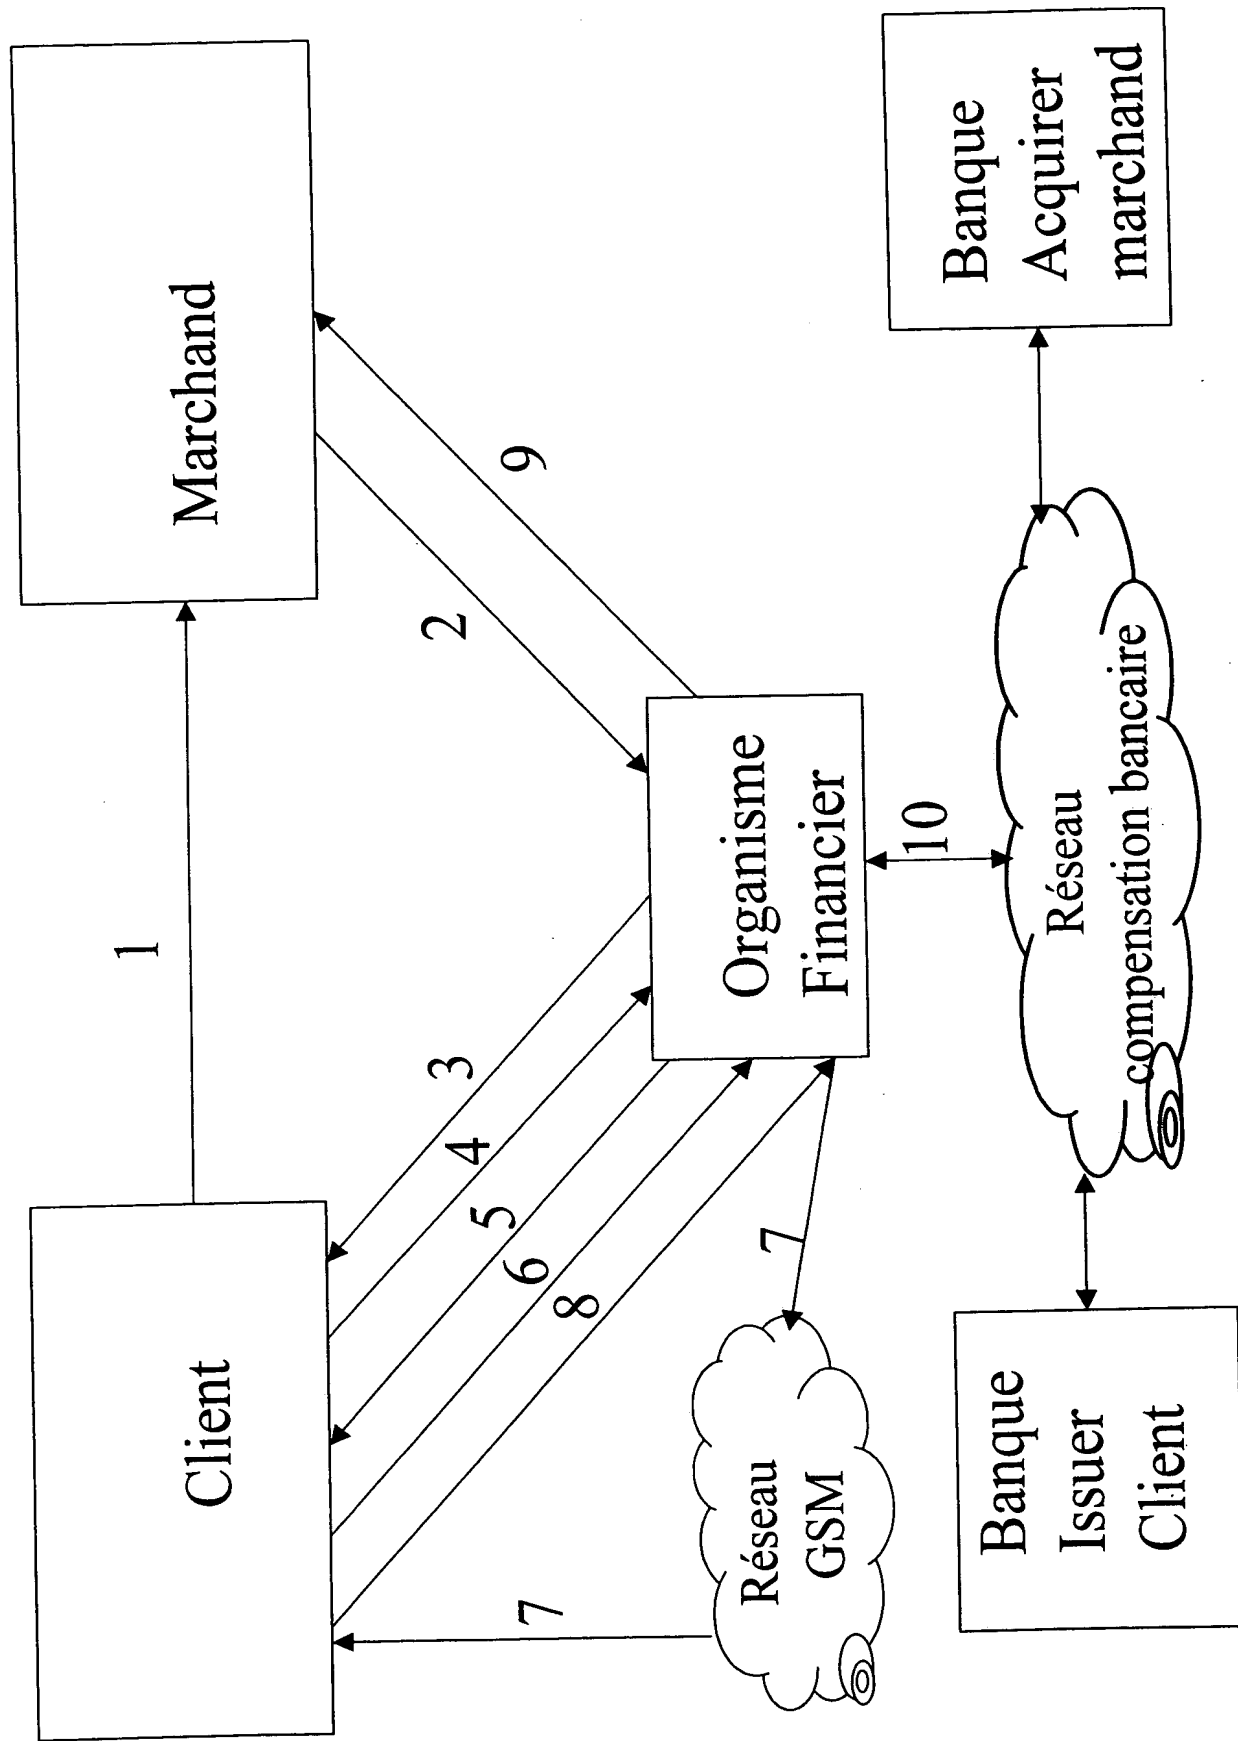 Client
1
Marchand
3
4
5
6
8
7
7
2
9
Organisme
Financier
10
Réseau
GSM
Réseau
compensation bancaire
Banque
Issuer
Client
Banque
Acquirer
marchand